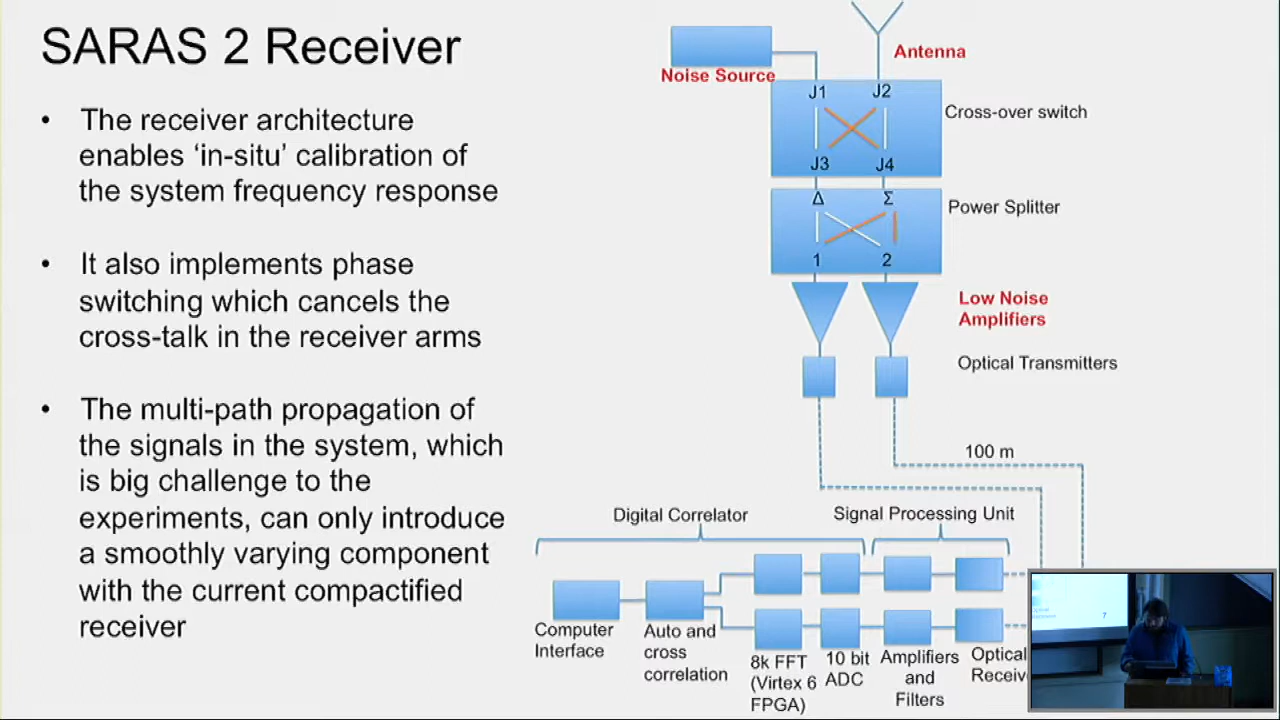 SARAS 2 Receiver
• The receiver architecture
enables ‘in-situ’ calibration of
the system frequency response
• It also implements phase
switching which cancels the
cross-talk in the receiver arms
• The multi-path propagation of
the signals in the system, which
is big challenge to the
experiments, can only introduce
a smoothly varying component
with the current compactified
receiver
Noise Source
Antenna
J1 J2
Cross-over switch
J3 J4
Δ Σ
Power Splitter
1 2
Low Noise
Amplifiers
Optical Transmitters
100 m
Digital Correlator
Signal Processing Unit
Computer
Interface
Auto and
cross
correlation
8k FFT
(Virtex 6
FPGA)
10 bit
ADC
Amplifiers
and
Filters
Optical
Receive
7